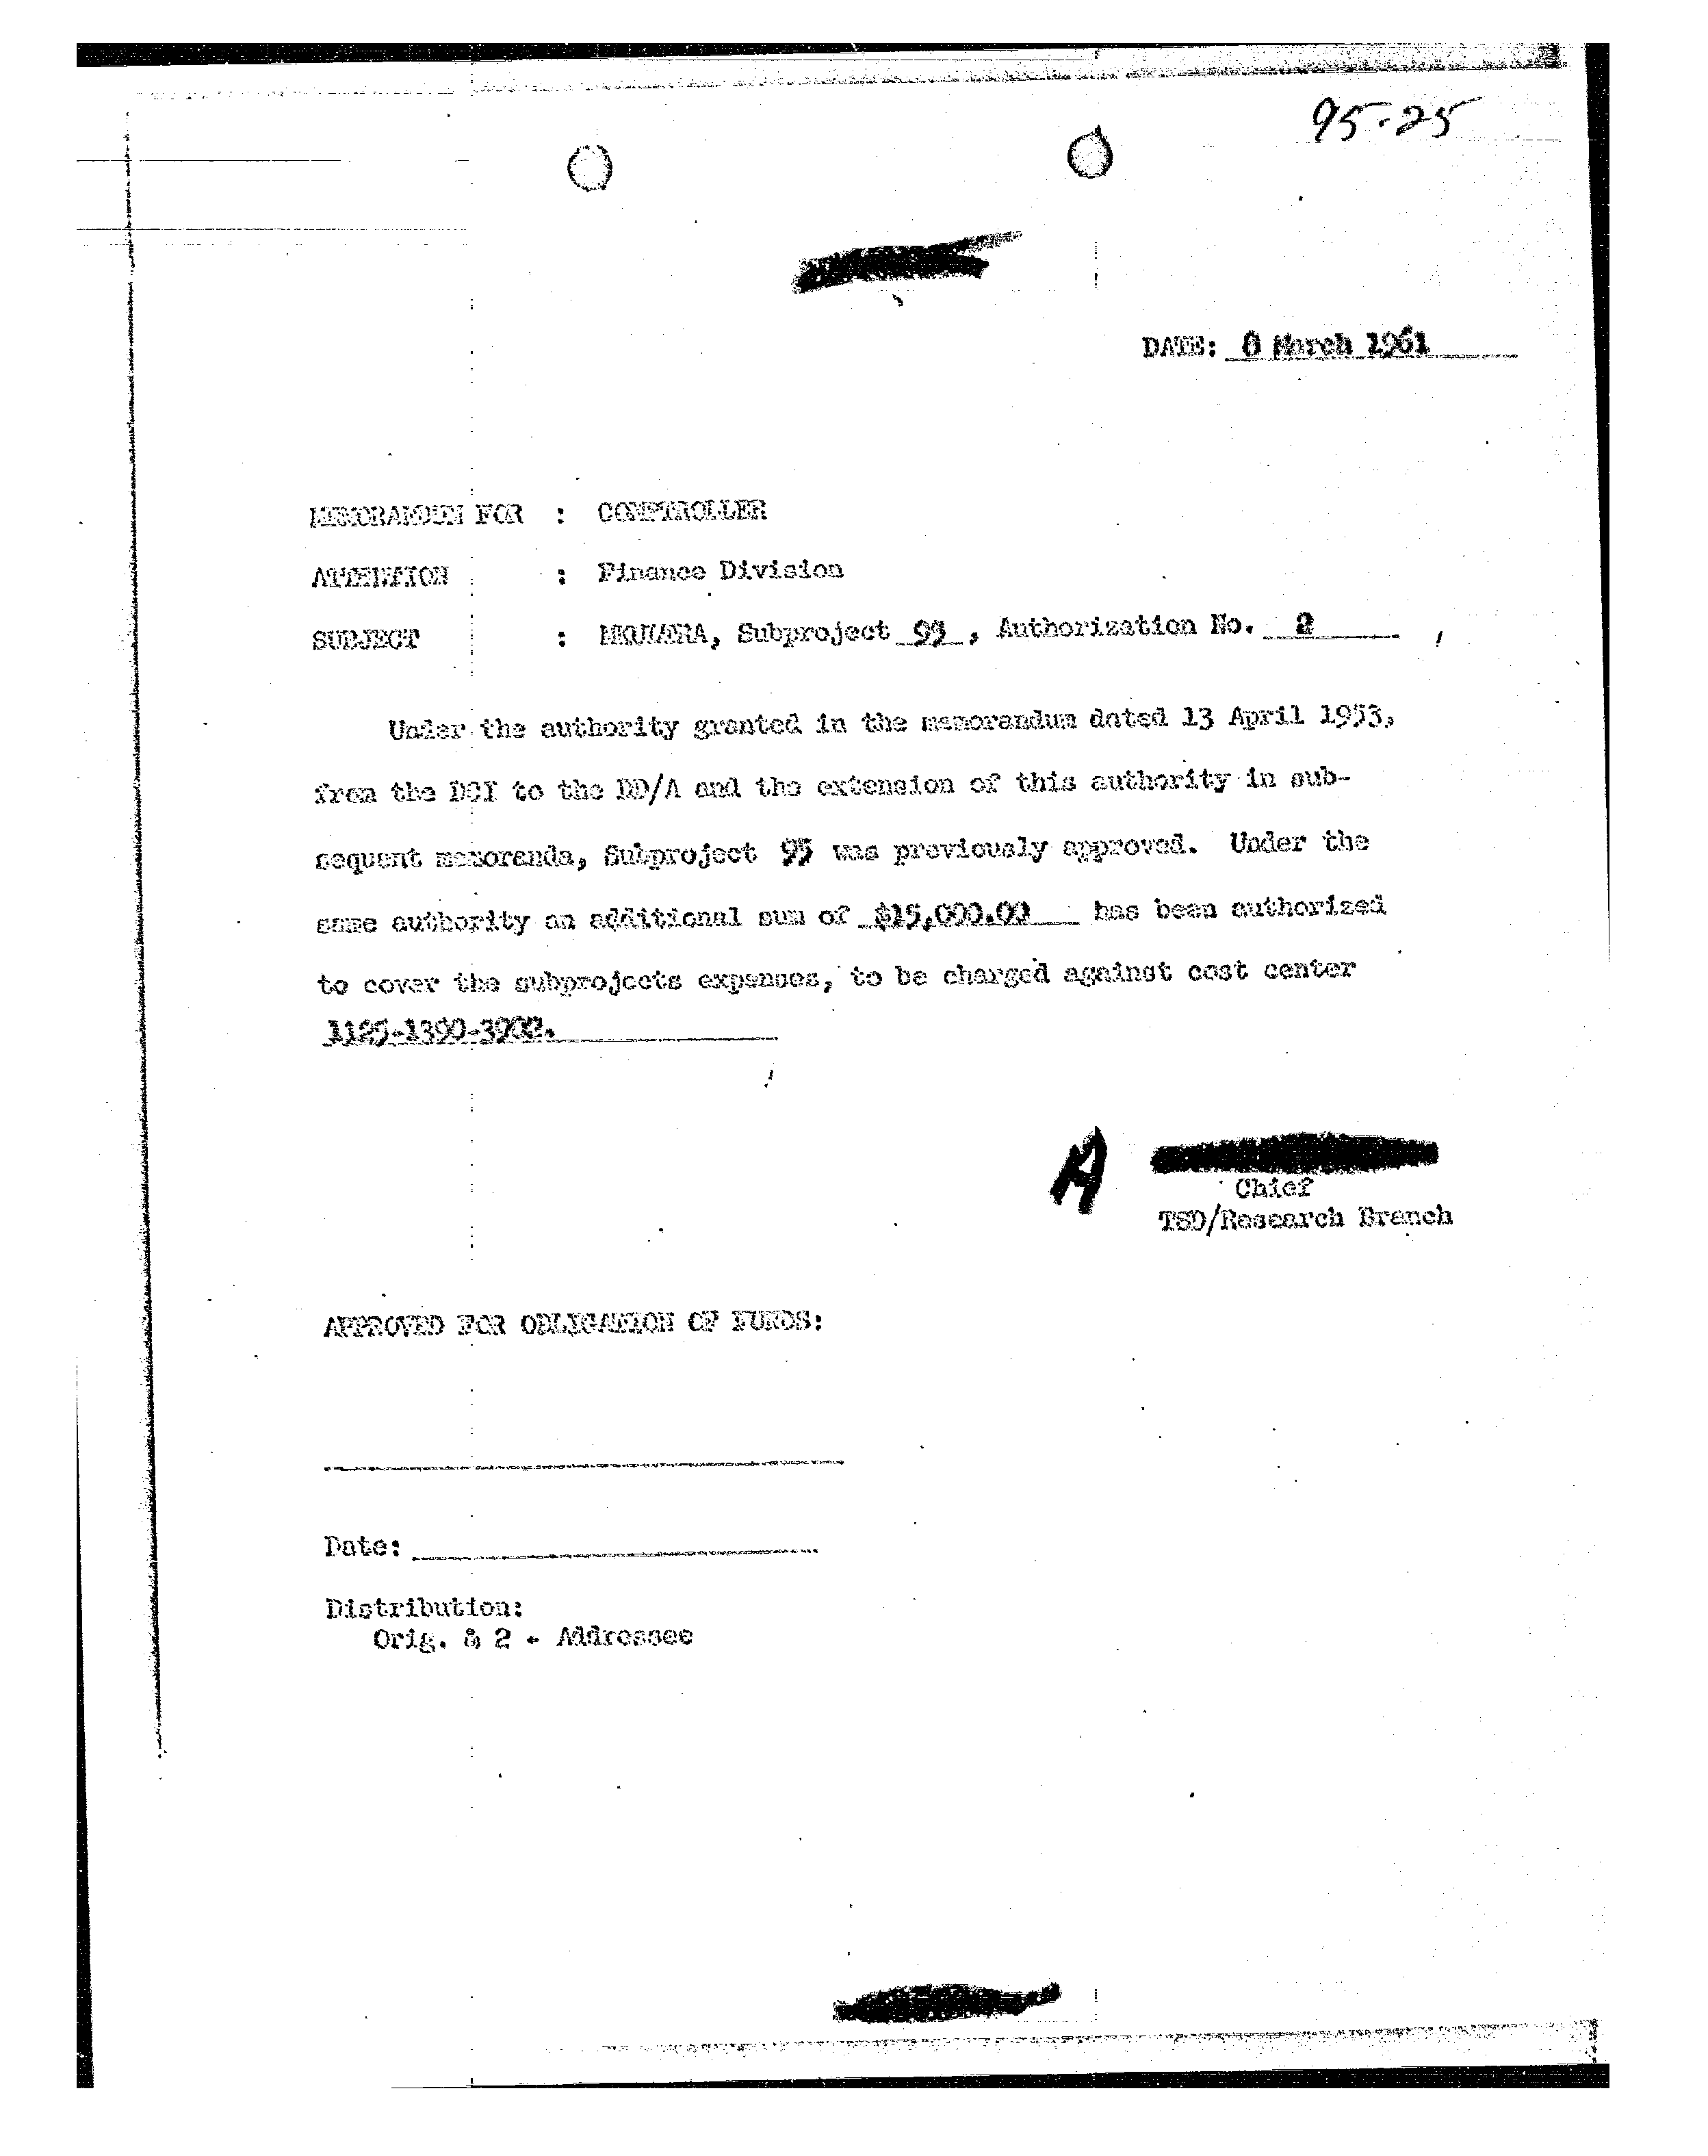 95-25
DATE: 8 March 1961
MEMORANDUM FOR : COMPTROLLER
ATTENTION : Finance Division
SUBJECT : MKULTRA, Subproject 95, Authorization No. 2
Under the authority granted in the memorandum dated 13 April 1953,
from the DCI to the DD/A and the extension of this authority in sub-
sequent memoranda, Subproject 95 was previously approved. Under the
same authority an additional sum of $15,000.00 has been authorized
to cover the subprojects expenses, to be charged against cost center
1125-1390-3902.
A
Chief
TSD/Research Branch
APPROVED FOR OBLIGATION OF FUNDS:
Date:
Distribution:
Orig. & 2 - Addressee